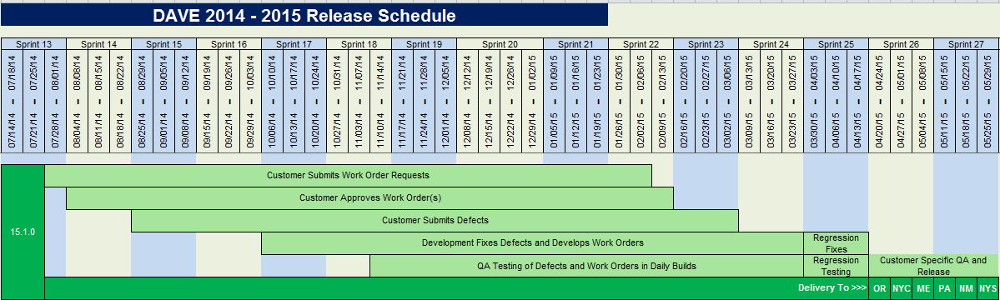 DAVE 2014 - 2015 Release Schedule
Sprint 13 Sprint 14 Sprint 15 Sprint 16 Sprint 17 Sprint 18 Sprint 19 Sprint 20 Sprint 21 Sprint 22 Sprint 23 Sprint 24 Sprint 25 Sprint 26 Sprint 27
07/14/14 - 07/18/14
07/21/14 - 07/25/14
07/28/14 - 08/01/14
08/04/14 - 08/08/14
08/11/14 - 08/15/14
08/18/14 - 08/22/14
08/25/14 - 08/29/14
09/01/14 - 09/05/14
09/08/14 - 09/12/14
09/15/14 - 09/19/14
09/22/14 - 09/26/14
09/29/14 - 10/03/14
10/06/14 - 10/10/14
10/13/14 - 10/17/14
10/20/14 - 10/24/14
10/27/14 - 10/31/14
11/03/14 - 11/07/14
11/10/14 - 11/14/14
11/17/14 - 11/21/14
11/24/14 - 11/28/14
12/01/14 - 12/05/14
12/08/14 - 12/12/14
12/15/14 - 12/19/14
12/22/14 - 12/26/14
12/29/14 - 01/02/15
01/05/15 - 01/09/15
01/12/15 - 01/16/15
01/19/15 - 01/23/15
01/26/15 - 01/30/15
02/02/15 - 02/06/15
02/09/15 - 02/13/15
02/16/15 - 02/20/15
02/23/15 - 02/27/15
03/02/15 - 03/06/15
03/09/15 - 03/13/15
03/16/15 - 03/20/15
03/23/15 - 03/27/15
03/30/15 - 04/03/15
04/06/15 - 04/10/15
04/13/15 - 04/17/15
04/20/15 - 04/24/15
04/27/15 - 05/01/15
05/04/15 - 05/08/15
05/11/15 - 05/15/15
05/18/15 - 05/22/15
05/25/15 - 05/29/15
15.1.0
Customer Submits Work Order Requests
Customer Approves Work Order(s)
Customer Submits Defects
Development Fixes Defects and Develops Work Orders
Regression
Fixes
QA Testing of Defects and Work Orders in Daily Builds
Regression
Testing
Customer Specific QA and
Release
Delivery To >>> OR NYC ME PA NM NYS